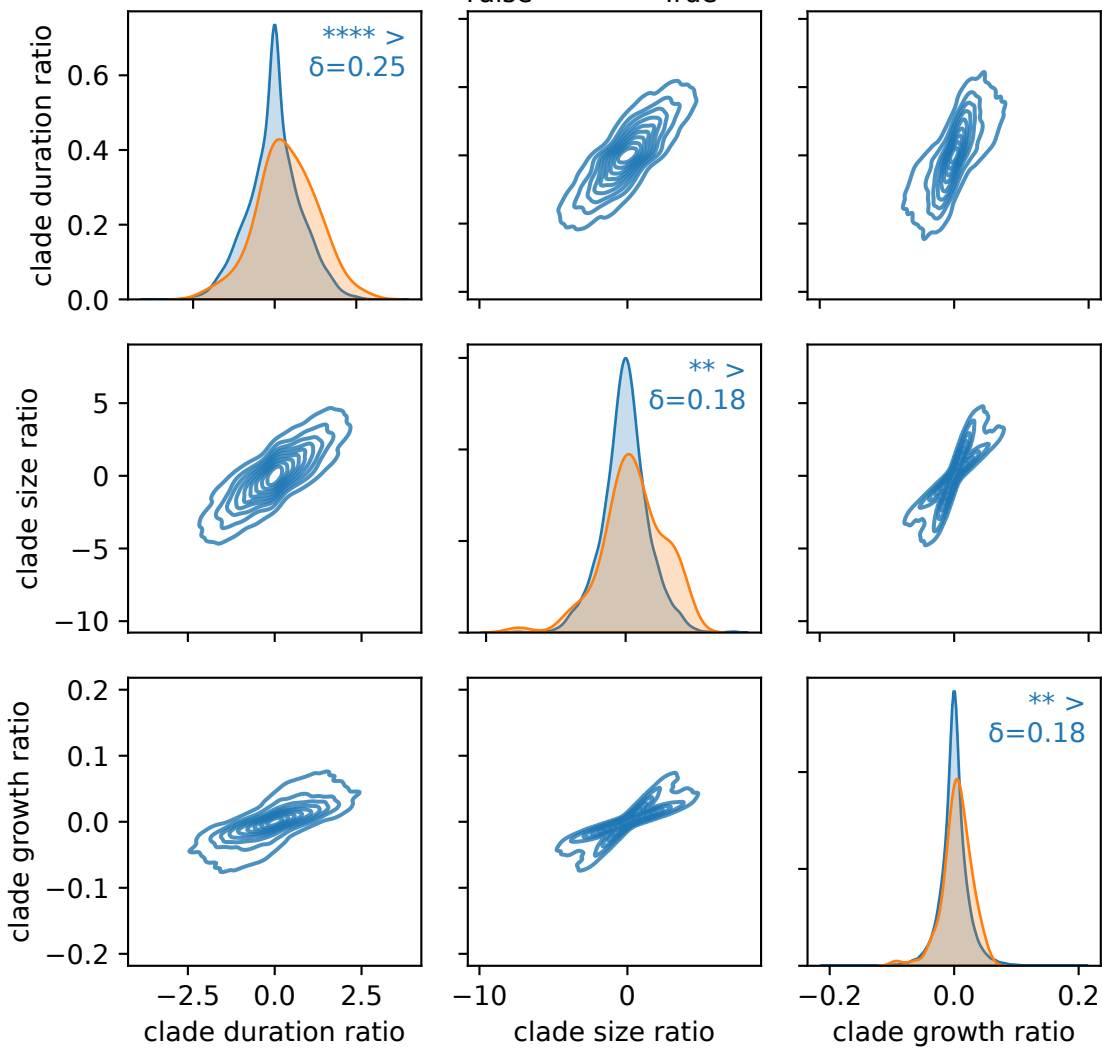 clade duration ratio
0.6
0.4
0.2
0.0
**** >
δ=0.25
clade size ratio
5
0
−5
−10
** >
δ=0.18
clade growth ratio
0.2
0.1
0.0
−0.1
−0.2
** >
δ=0.18
−2.5 0.0 2.5
−10 0
−0.2 0.0 0.2
clade duration ratio
clade size ratio
clade growth ratio